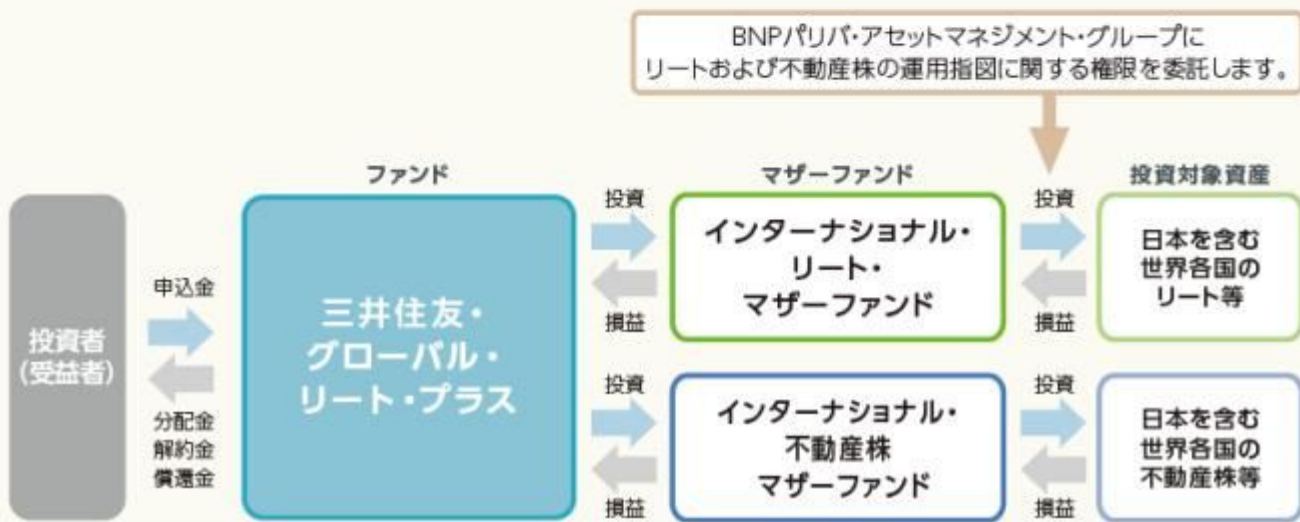 BNPパリバ・アセットマネジメント・グループに
リートおよび不動産株の運用指図に関する権限を委託します。
ファンド
マザーファンド
投資対象資産
投資者
(受益者)
申込金
分配金
解約金
償還金
三井住友・
グローバル・
リート・プラス
投資
損益
インターナショナル・
リート・
マザーファンド
投資
損益
日本を含む
世界各国の
リート等
投資
損益
インターナショナル・
不動産株
マザーファンド
投資
損益
日本を含む
世界各国の
不動産株等